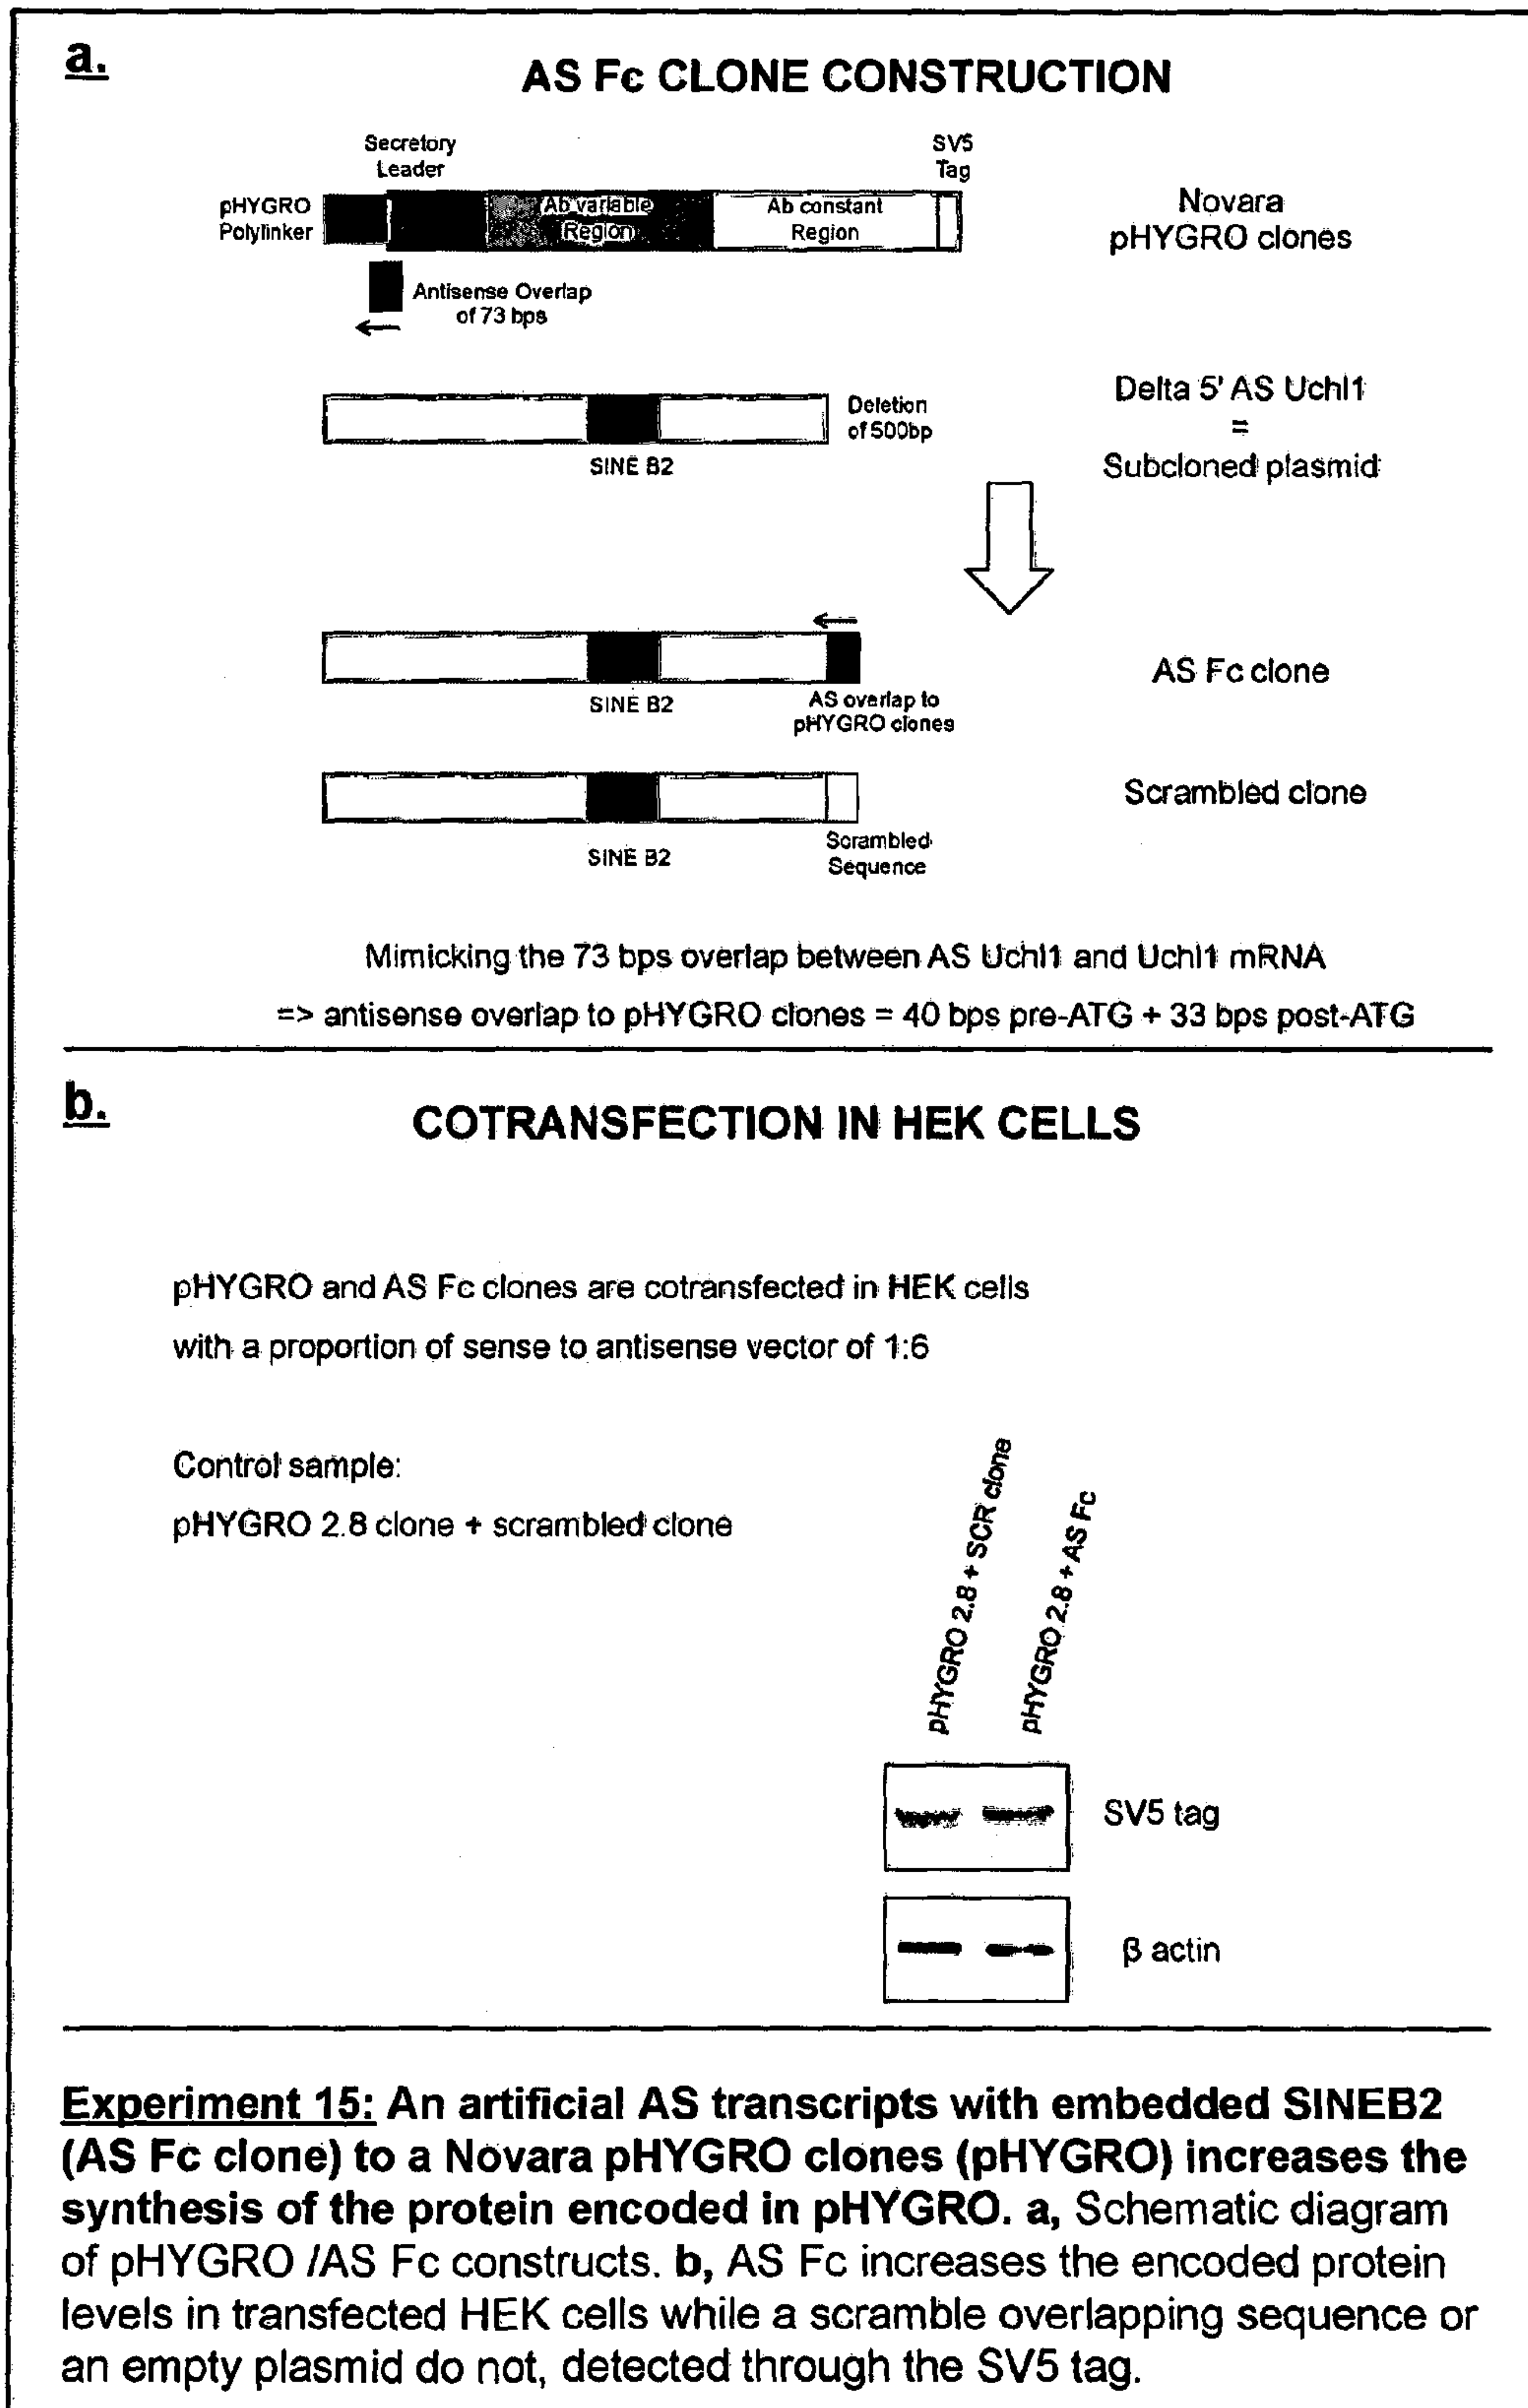 a.
AS Fc CLONE CONSTRUCTION
Secretory
Leader
SV5
Tag
pHYGRO
Polylinker
Ab variable
Region
Ab constant
Region
Novara
pHYGRO clones
Antisense Overlap
of 73 bps
Delta 5' AS Uchl1
=
Subcloned plasmid
Deletion
of 500bp
SINE B2
AS Fc clone
SINE B2
AS overlap to
pHYGRO clones
Scrambled clone
SINE B2
Scrambled
Sequence
Mimicking the 73 bps overlap between AS Uchl1 and Uchl1 mRNA
=> antisense overlap to pHYGRO clones = 40 bps pre-ATG + 33 bps post-ATG
b.
COTRANSFECTION IN HEK CELLS
pHYGRO and AS Fc clones are cotransfected in HEK cells
with a proportion of sense to antisense vector of 1:6
Control sample:
pHYGRO 2.8 clone + scrambled clone
pHYGRO 2.8 + SCR clone
pHYGRO 2.8 + AS Fc
SV5 tag
β actin
Experiment 15: An artificial AS transcripts with embedded SINEB2
(AS Fc clone) to a Novara pHYGRO clones (pHYGRO) increases the
synthesis of the protein encoded in pHYGRO. a, Schematic diagram
of pHYGRO /AS Fc constructs. b, AS Fc increases the encoded protein
levels in transfected HEK cells while a scramble overlapping sequence or
an empty plasmid do not, detected through the SV5 tag.